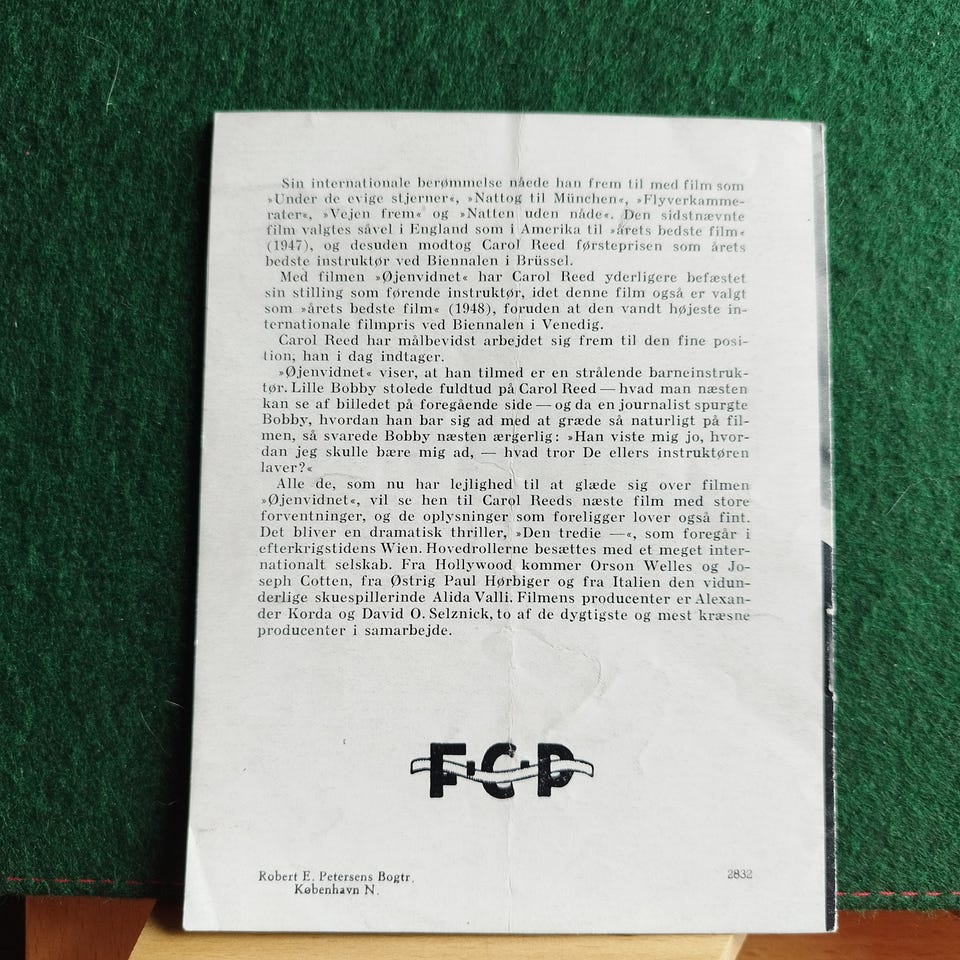 Sin internationale berømmelse nåede han frem til med film som
»Under de evige stjerner«, »Nattog til München«, »Flyverkamme-
rater«, »Vejen frem« og »Natten uden nåde«. Den sidstnævnte
film valgtes såvel i England som i Amerika til »årets bedste film«
(1947), og desuden modtog Carol Reed førsteprisen som årets
bedste instruktør ved Biennalen i Brüssel.
Med filmen »Øjenvidnet« har Carol Reed yderligere befæstet
sin stilling som førende instruktør, idet denne film også er valgt
som »årets bedste film« (1948), foruden at den vandt højeste in-
ternationale filmpris ved Biennalen i Venedig.
Carol Reed har målbevidst arbejdet sig frem til den fine posi-
tion, han i dag indtager.
»Øjenvidnet« viser, at han tilmed er en strålende barneinstruk-
tør. Lille Bobby stolede fuldtud på Carol Reed — hvad man næsten
kan se af billedet på foregående side — og da en journalist spurgte
Bobby, hvordan han bar sig ad med at græde så naturligt på fil-
men, så svarede Bobby næsten ærgerlig: »Han viste mig jo, hvor-
dan jeg skulle bære mig ad, — hvad tror De ellers instruktøren
laver?«
Alle de, som nu har lejlighed til at glæde sig over filmen
»Øjenvidnet«, vil se hen til Carol Reeds næste film med store
forventninger, og de oplysninger som foreligger lover også fint.
Det bliver en dramatisk thriller, »Den tredie —«, som foregår i
efterkrigstidens Wien. Hovedrollerne besættes med et meget inter-
nationalt selskab. Fra Hollywood kommer Orson Welles og Jo-
seph Cotten, fra Østrig Paul Hørbiger og fra Italien den vidun-
derlige skuespillerinde Alida Valli. Filmens producenter er Alexan-
der Korda og David O. Selznick, to af de dygtigste og mest kræsne
producenter i samarbejde.
F·C·P
Robert E. Petersens Bogtr.
København N.
2832